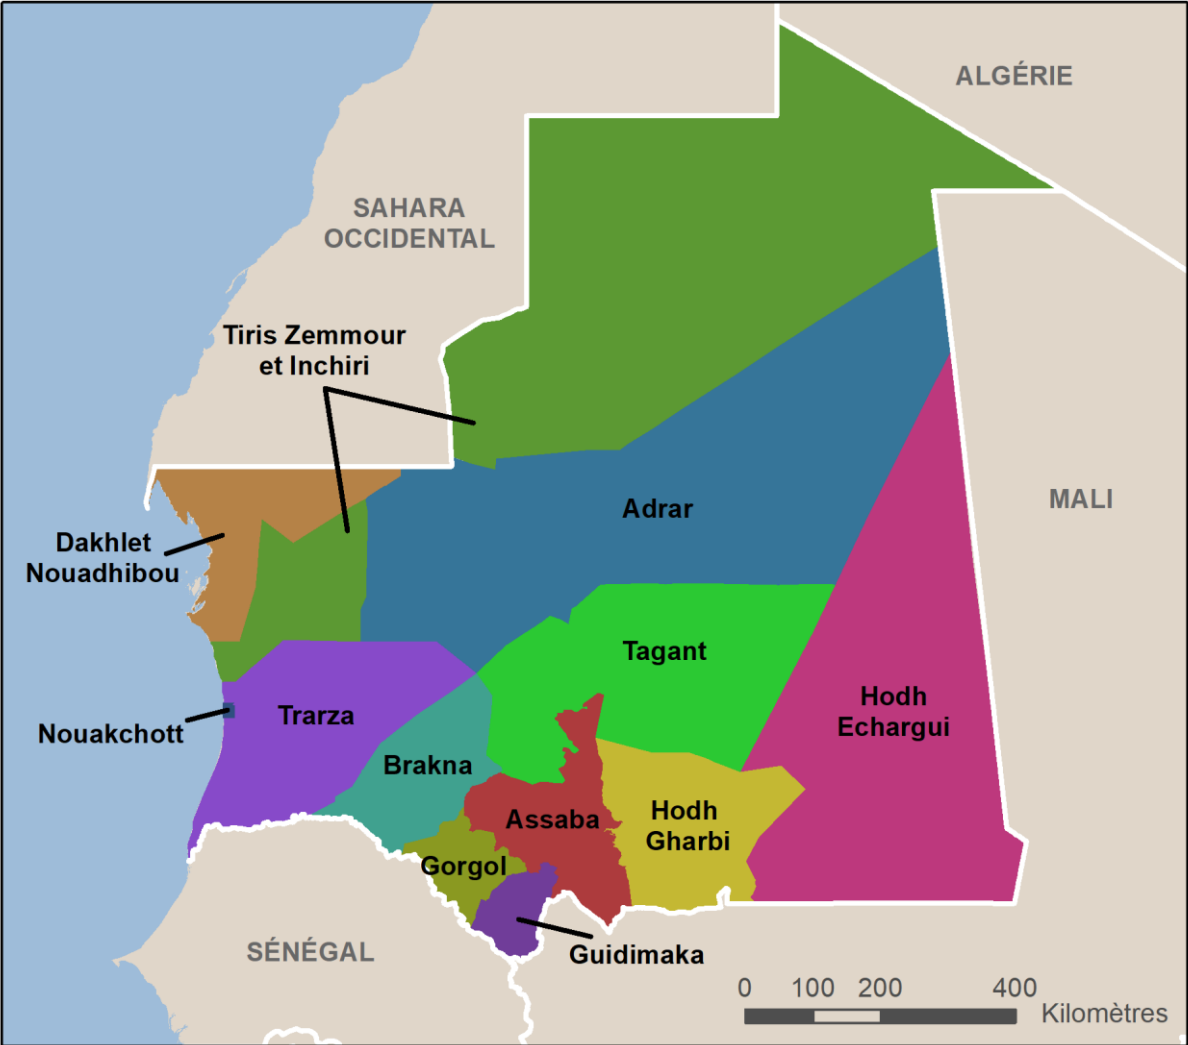 ALGÉRIE
SAHARA
OCCIDENTAL
Tiris Zemmour
et Inchiri
Adrar
MALI
Dakhlet
Nouadhibou
Tagant
Hodh
Echargui
Trarza
Nouakchott
Brakna
Assaba
Hodh
Gharbi
Gorgol
SÉNÉGAL
Guidimaka
0 100 200 400
Kilomètres